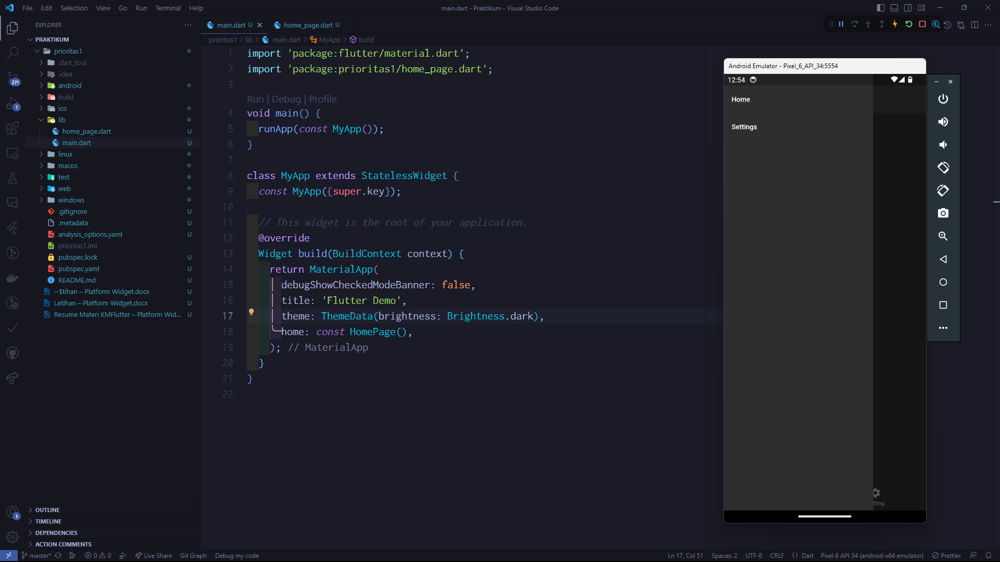 File Edit Selection View Go Run Terminal Help
main.dart - Praktikum - Visual Studio Code
EXPLORER
PRAKTIKUM
prioritas1
.dart_tool
.idea
android
build
ios
lib
home_page.dart U
main.dart U
linux
macos
test
web
windows
.gitignore U
.metadata U
analysis_options.yaml U
prioritas1.iml
pubspec.lock U
pubspec.yaml U
README.md U
~$tihan – Platform Widget.docx U
Latihan – Platform Widget.docx U
Resume Materi KMFlutter – Platform Wid... U
OUTLINE
TIMELINE
DEPENDENCIES
ACTION COMMENTS
271
1
1
main.dart U
home_page.dart U
prioritas1 > lib > main.dart > MyApp > build
1 import 'package:flutter/material.dart';
2 import 'package:prioritas1/home_page.dart';
3
Run | Debug | Profile
4 void main() {
5 runApp(const MyApp());
6 }
7
8 class MyApp extends StatelessWidget {
9 const MyApp({super.key});
10
11 // This widget is the root of your application.
12 @override
13 Widget build(BuildContext context) {
14 return MaterialApp(
15 debugShowCheckedModeBanner: false,
16 title: 'Flutter Demo',
17 theme: ThemeData(brightness: Brightness.dark),
18 home: const HomePage(),
19 ); // MaterialApp
20 }
21 }
22
Android Emulator - Pixel_6_API_34:5554
12:54
Home
Settings
tting
master* 0 0 Live Share Git Graph Debug my code
Ln 17, Col 51 Spaces: 2 UTF-8 CRLF {} Dart Pixel 6 API 34 (android-x64 emulator) Prettier